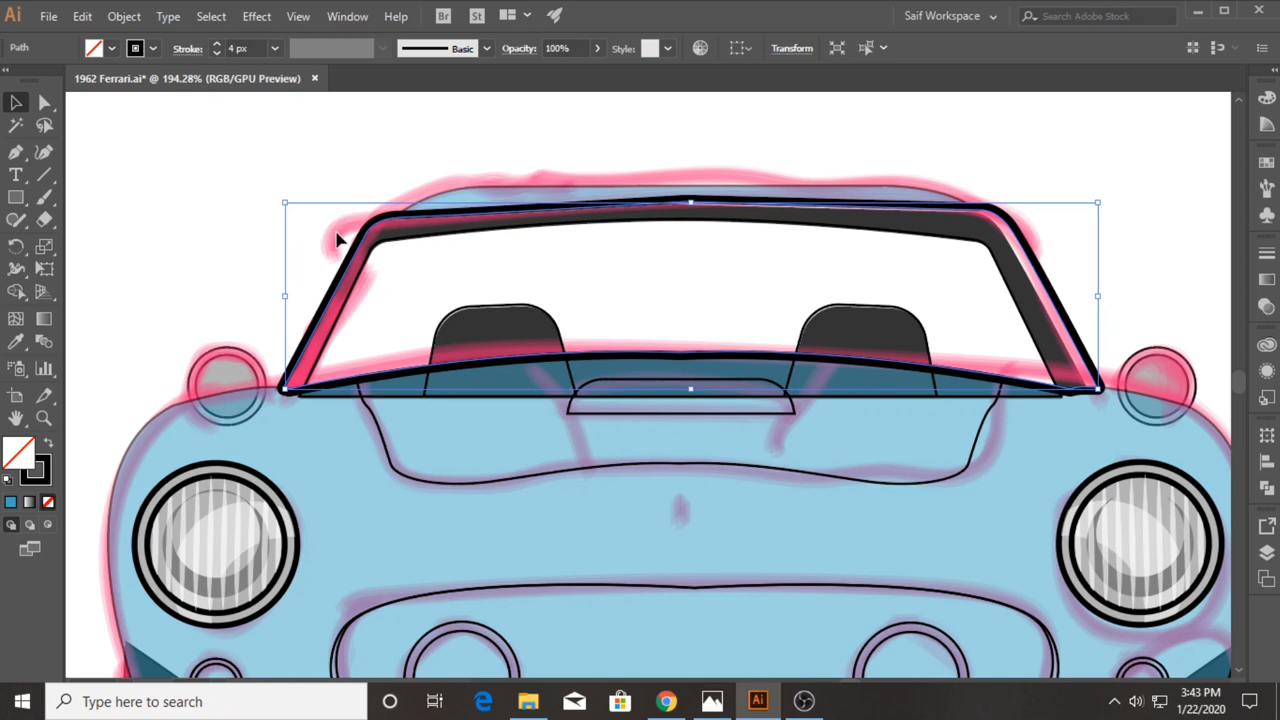 Ai File Edit Object Type Select Effect View Window Help Br St Saif Workspace Search Adobe Stock
Path Stroke: 4 px Basic Opacity: 100% Style: Transform
1962 Ferrari.ai* @ 194.28% (RGB/GPU Preview) ×
T
Type here to search Ai 3:43 PM
1/22/2020